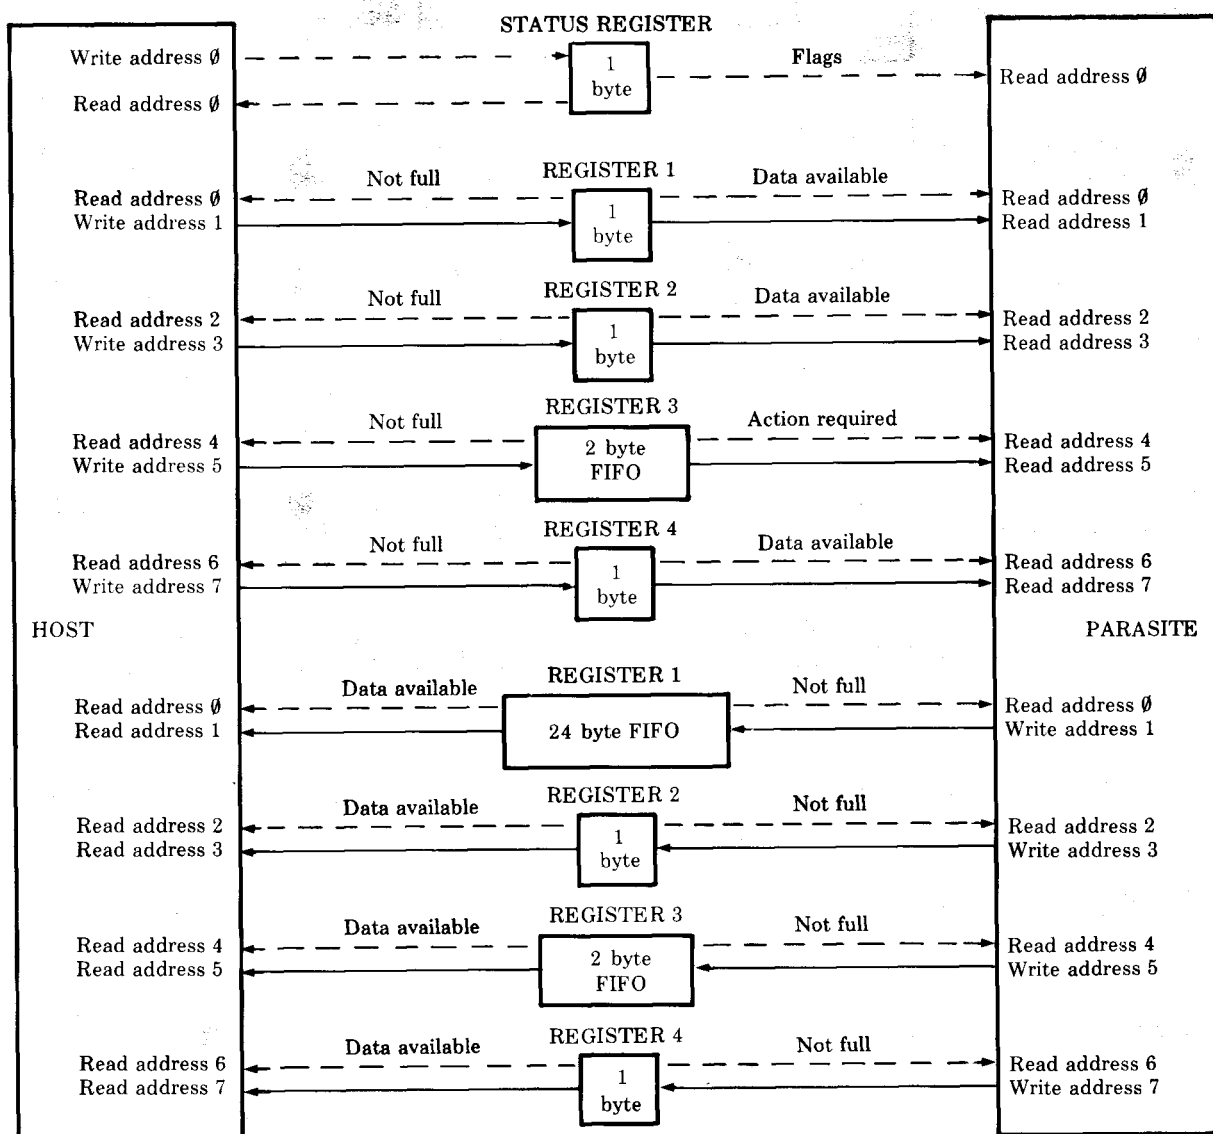 STATUS REGISTER
Write address 0̸
1
byte
Flags
Read address 0̸
Read address 0̸
REGISTER 1
Not full
Data available
Read address 0̸
Write address 1
1
byte
Read address 0̸
Read address 1
REGISTER 2
Not full
Data available
Read address 2
Write address 3
1
byte
Read address 2
Read address 3
REGISTER 3
Not full
Action required
Read address 4
Write address 5
2 byte
FIFO
Read address 4
Read address 5
REGISTER 4
Not full
Data available
Read address 6
Write address 7
1
byte
Read address 6
Read address 7
HOST
PARASITE
REGISTER 1
Data available
Not full
Read address 0̸
Read address 1
24 byte FIFO
Read address 0̸
Write address 1
REGISTER 2
Data available
Not full
Read address 2
Read address 3
1
byte
Read address 2
Write address 3
REGISTER 3
Data available
Not full
Read address 4
Read address 5
2 byte
FIFO
Read address 4
Write address 5
REGISTER 4
Data available
Not full
Read address 6
Read address 7
1
byte
Read address 6
Write address 7